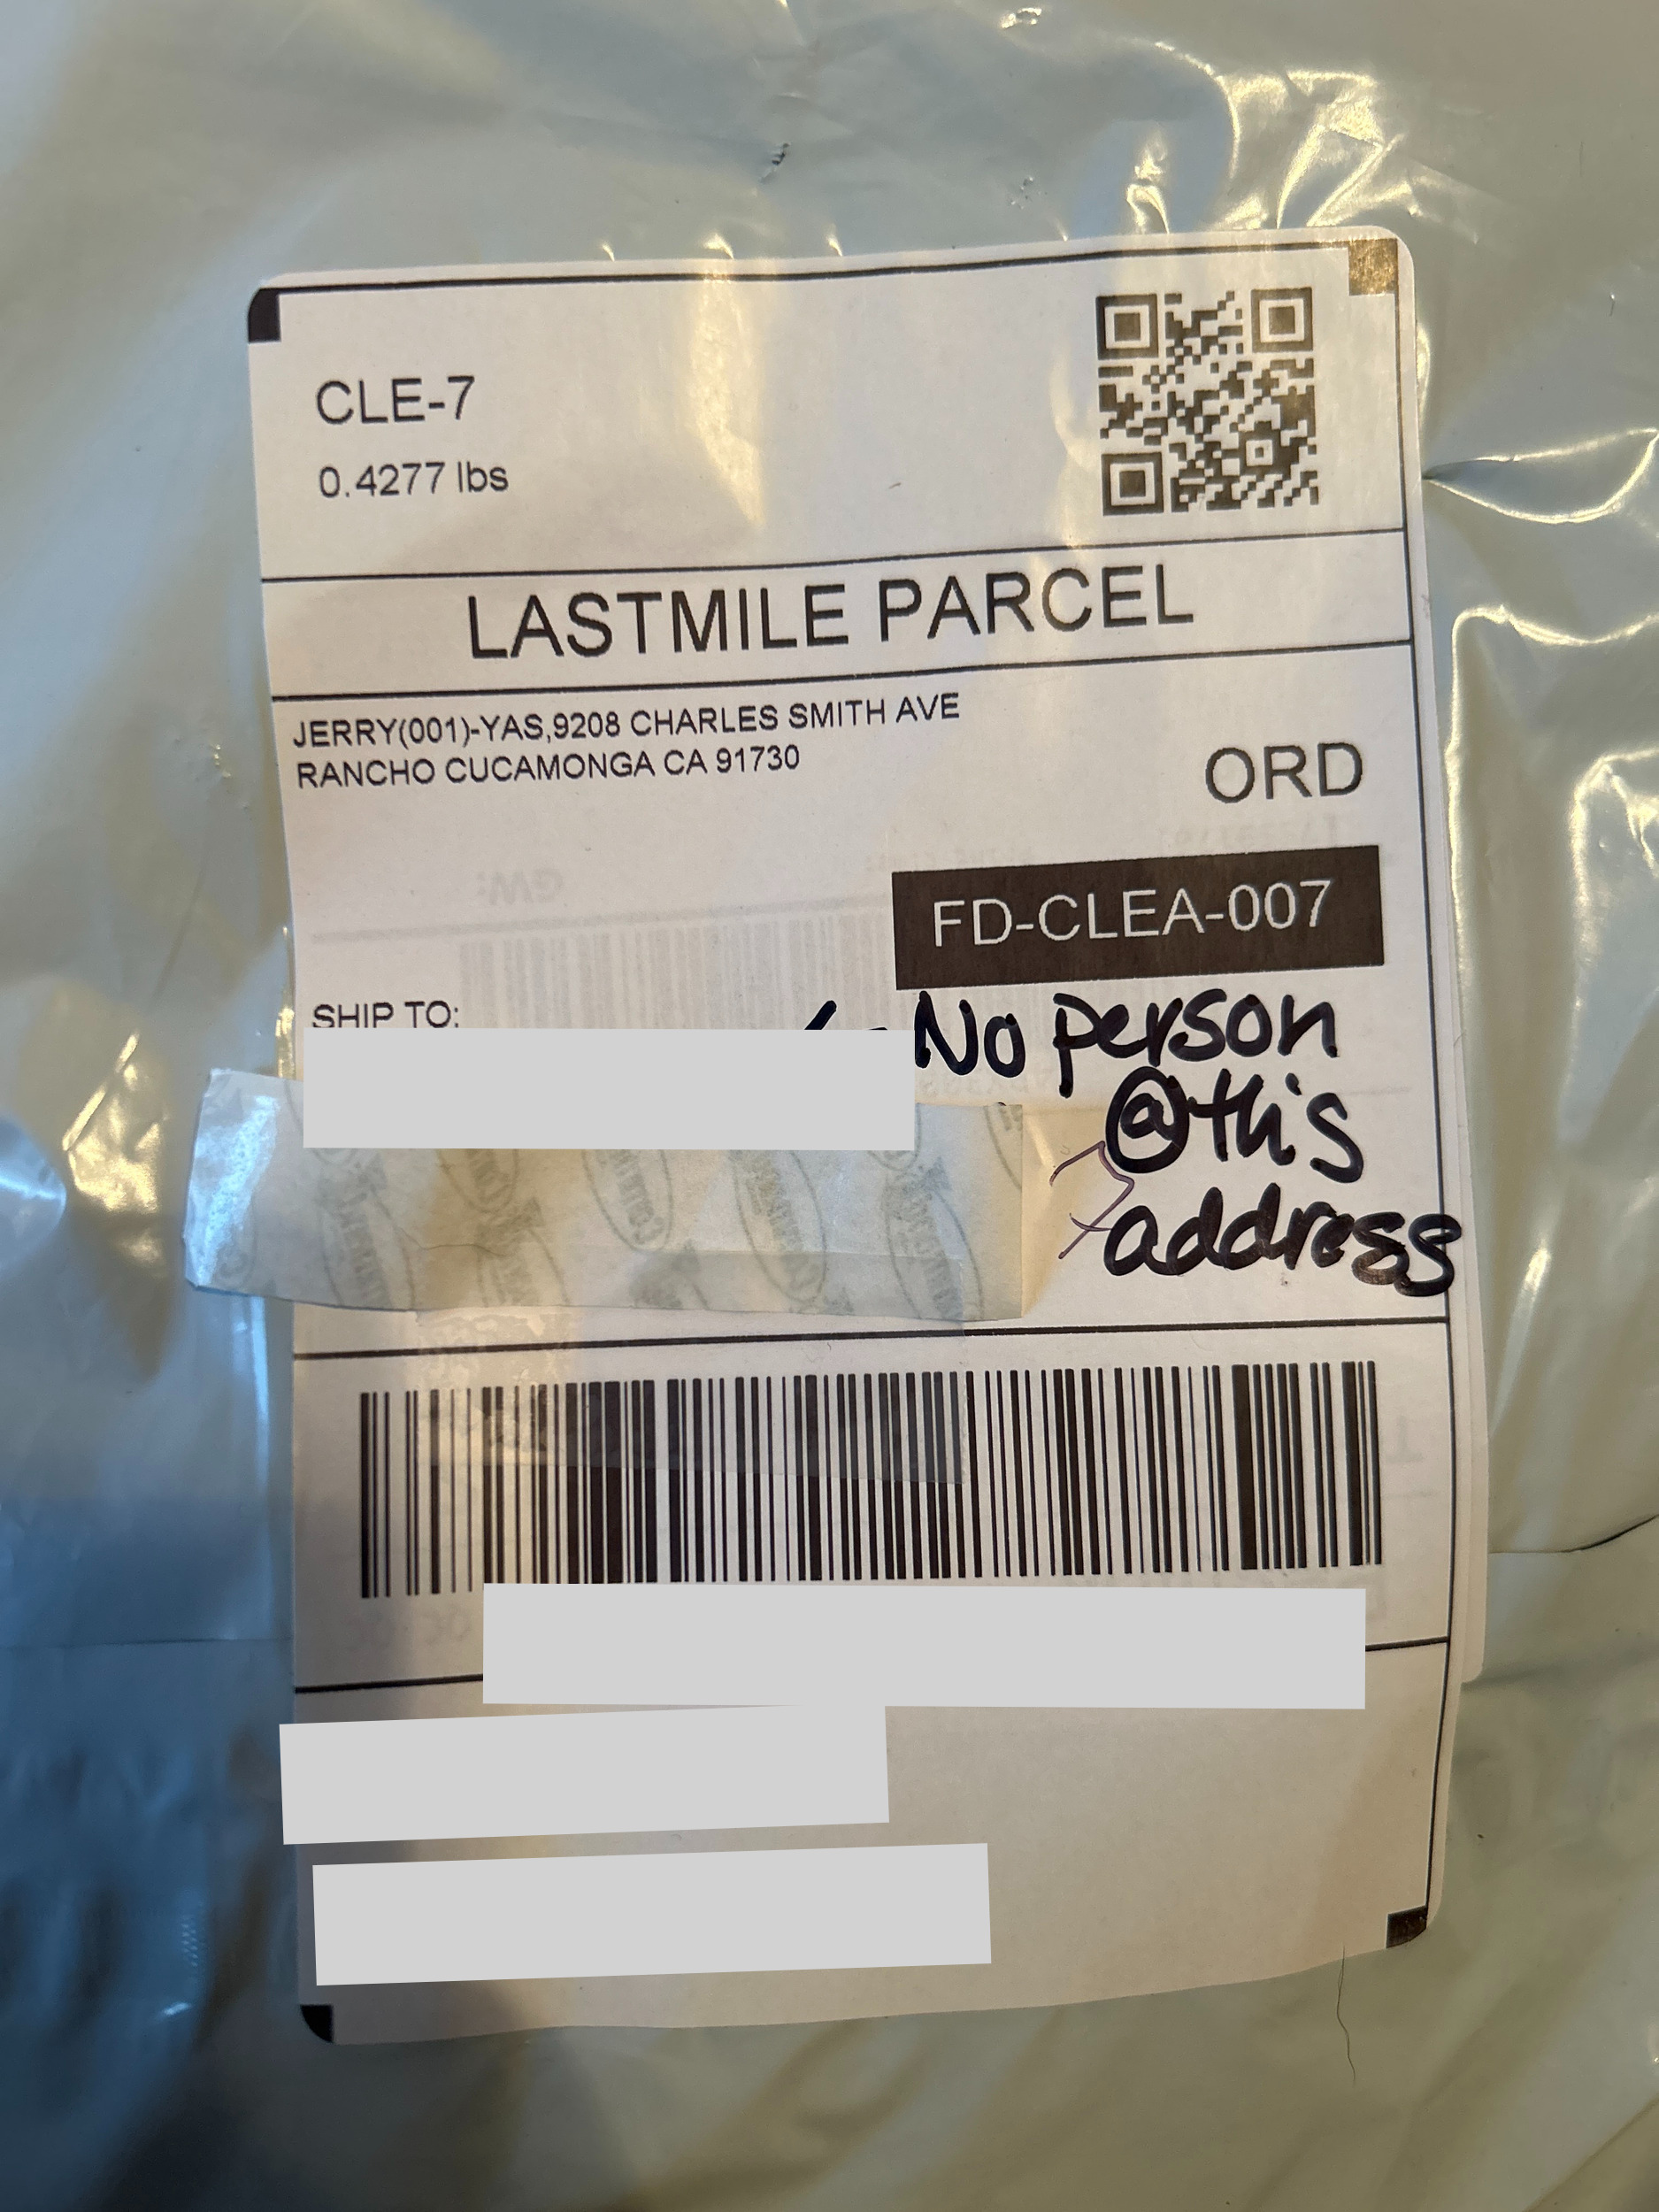 CLE-7
0.4277 lbs
LASTMILE PARCEL
JERRY(001)-YAS,9208 CHARLES SMITH AVE
RANCHO CUCAMONGA CA 91730
ORD
FD-CLEA-007
SHIP TO:
← No person
@this
address
GW: